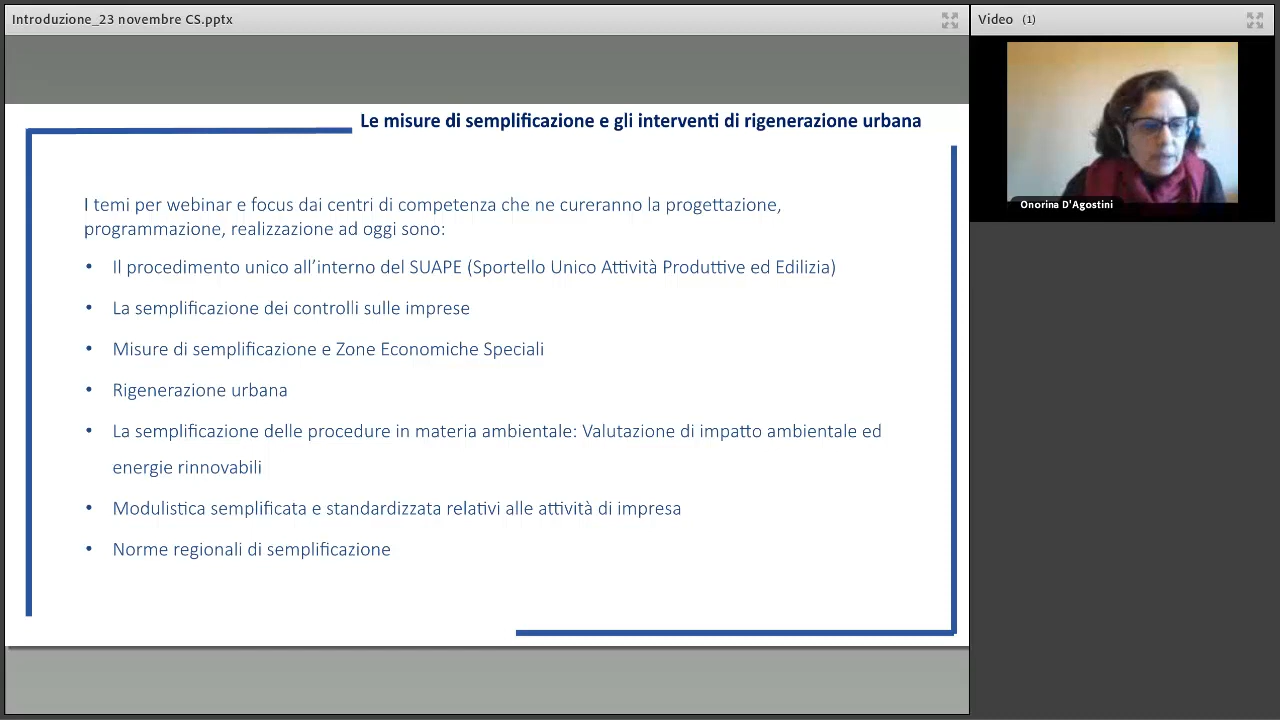 Introduzione_23 novembre CS.pptx
Video (1)
Le misure di semplificazione e gli interventi di rigenerazione urbana
I temi per webinar e focus dai centri di competenza che ne cureranno la progettazione,
programmazione, realizzazione ad oggi sono:
• Il procedimento unico all’interno del SUAPE (Sportello Unico Attività Produttive ed Edilizia)
• La semplificazione dei controlli sulle imprese
• Misure di semplificazione e Zone Economiche Speciali
• Rigenerazione urbana
• La semplificazione delle procedure in materia ambientale: Valutazione di impatto ambientale ed
energie rinnovabili
• Modulistica semplificata e standardizzata relativi alle attività di impresa
• Norme regionali di semplificazione
Onorina D'Agostini